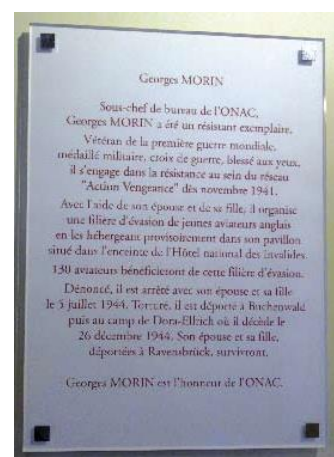 Georges MORIN
Sous-chef de bureau de l'ONAC,
Georges MORIN a été un résistant exemplaire.
Vétéran de la première guerre mondiale,
médaillé militaire, croix de guerre, blessé aux yeux,
il s'engage dans la résistance au sein du réseau
"Action Vengeance" dès novembre 1941.
Avec l'aide de son épouse et de sa fille, il organise
une filière d'évasion de jeunes aviateurs anglais
en les hébergeant provisoirement dans son pavillon
situé dans l'enceinte de l'Hôtel national des Invalides.
130 aviateurs bénéficieront de cette filière d'évasion.
Dénoncé, il est arrêté avec son épouse et sa fille
le 5 juillet 1944. Torturé, il est déporté à Buchenwald
puis au camp de Dora-Ellrich où il décède le
26 décembre 1944. Son épouse et sa fille,
déportées à Ravensbrück, survivront.
Georges MORIN est l'honneur de l'ONAC.